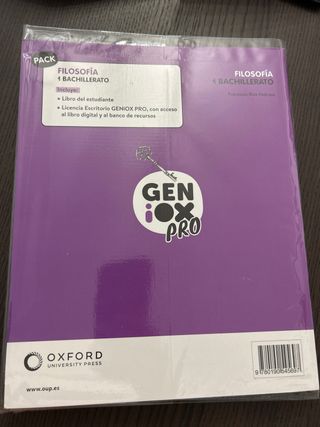 PACK
FILOSOFÍA
1 BACHILLERATO
Incluye:
• Libro del estudiante
• Licencia Escritorio GENiOX PRO, con acceso
al libro digital y al banco de recursos
FILOSOFÍA
1 BACHILLERATO
GEN
iOX
PRO
OXFORD
UNIVERSITY PRESS
www.oup.es